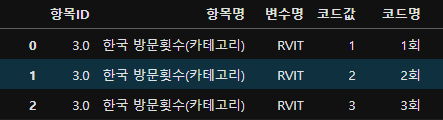 항목ID 항목명 변수명 코드값 코드명
0 3.0 한국 방문횟수(카테고리) RVIT 1 1회
1 3.0 한국 방문횟수(카테고리) RVIT 2 2회
2 3.0 한국 방문횟수(카테고리) RVIT 3 3회